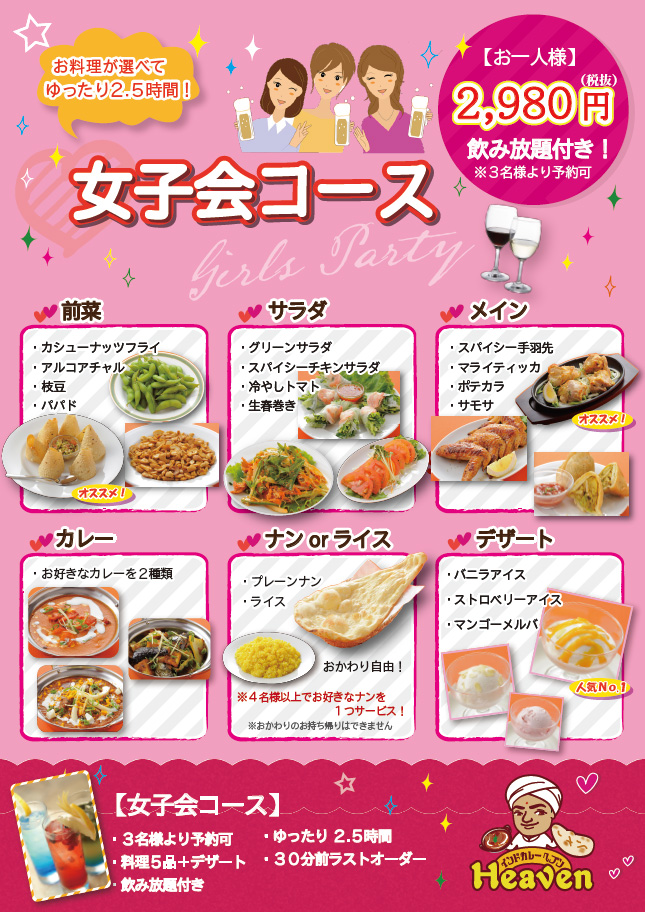 お料理が選べて
ゆったり2.5時間！
【お一人様】
2,980円(税抜)
飲み放題付き！
※３名様より予約可
女子会コース
Girls Party
前菜
・カシューナッツフライ
・アルコアチャル
・枝豆
・パパド
オススメ！
サラダ
・グリーンサラダ
・スパイシーチキンサラダ
・冷やしトマト
・生春巻き
メイン
・スパイシー手羽先
・マライティッカ
・ポテカラ
・サモサ
オススメ！
カレー
・お好きなカレーを２種類
ナン or ライス
・プレーンナン
・ライス
おかわり自由！
※４名様以上でお好きなナンを
１つサービス！
※おかわりのお持ち帰りはできません
デザート
・バニラアイス
・ストロベリーアイス
・マンゴーメルバ
人気No.1
【女子会コース】
・３名様より予約可
・料理５品＋デザート
・飲み放題付き
・ゆったり 2.5時間
・３０分前ラストオーダー
インドカレーヘブン
Heaven